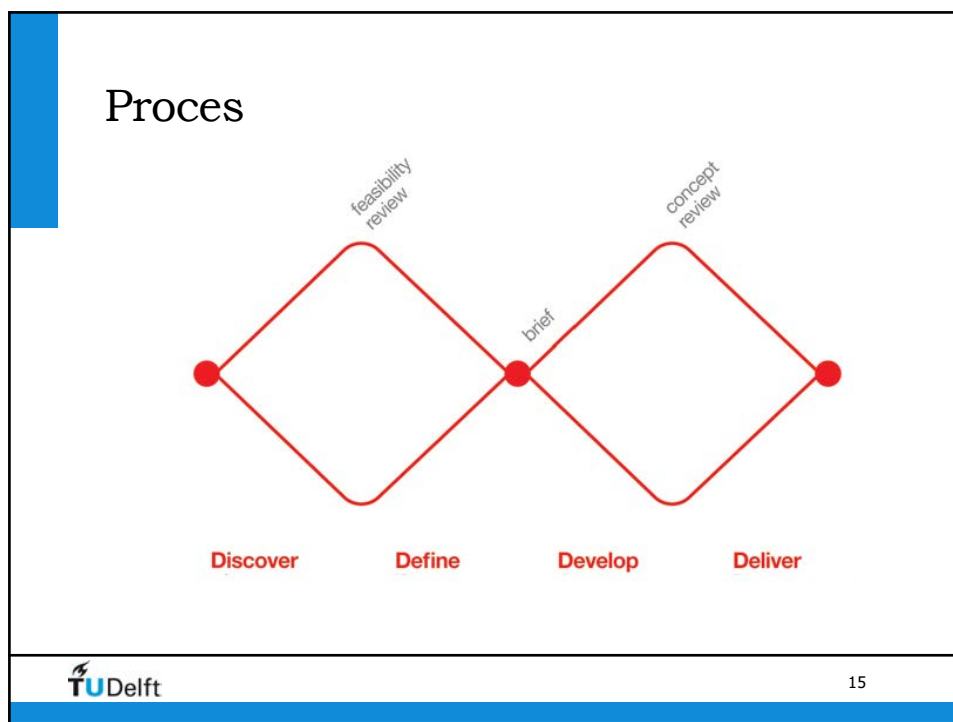 Proces
feasibility
review
concept
review
brief
Discover
Define
Develop
Deliver
TUDelft
15